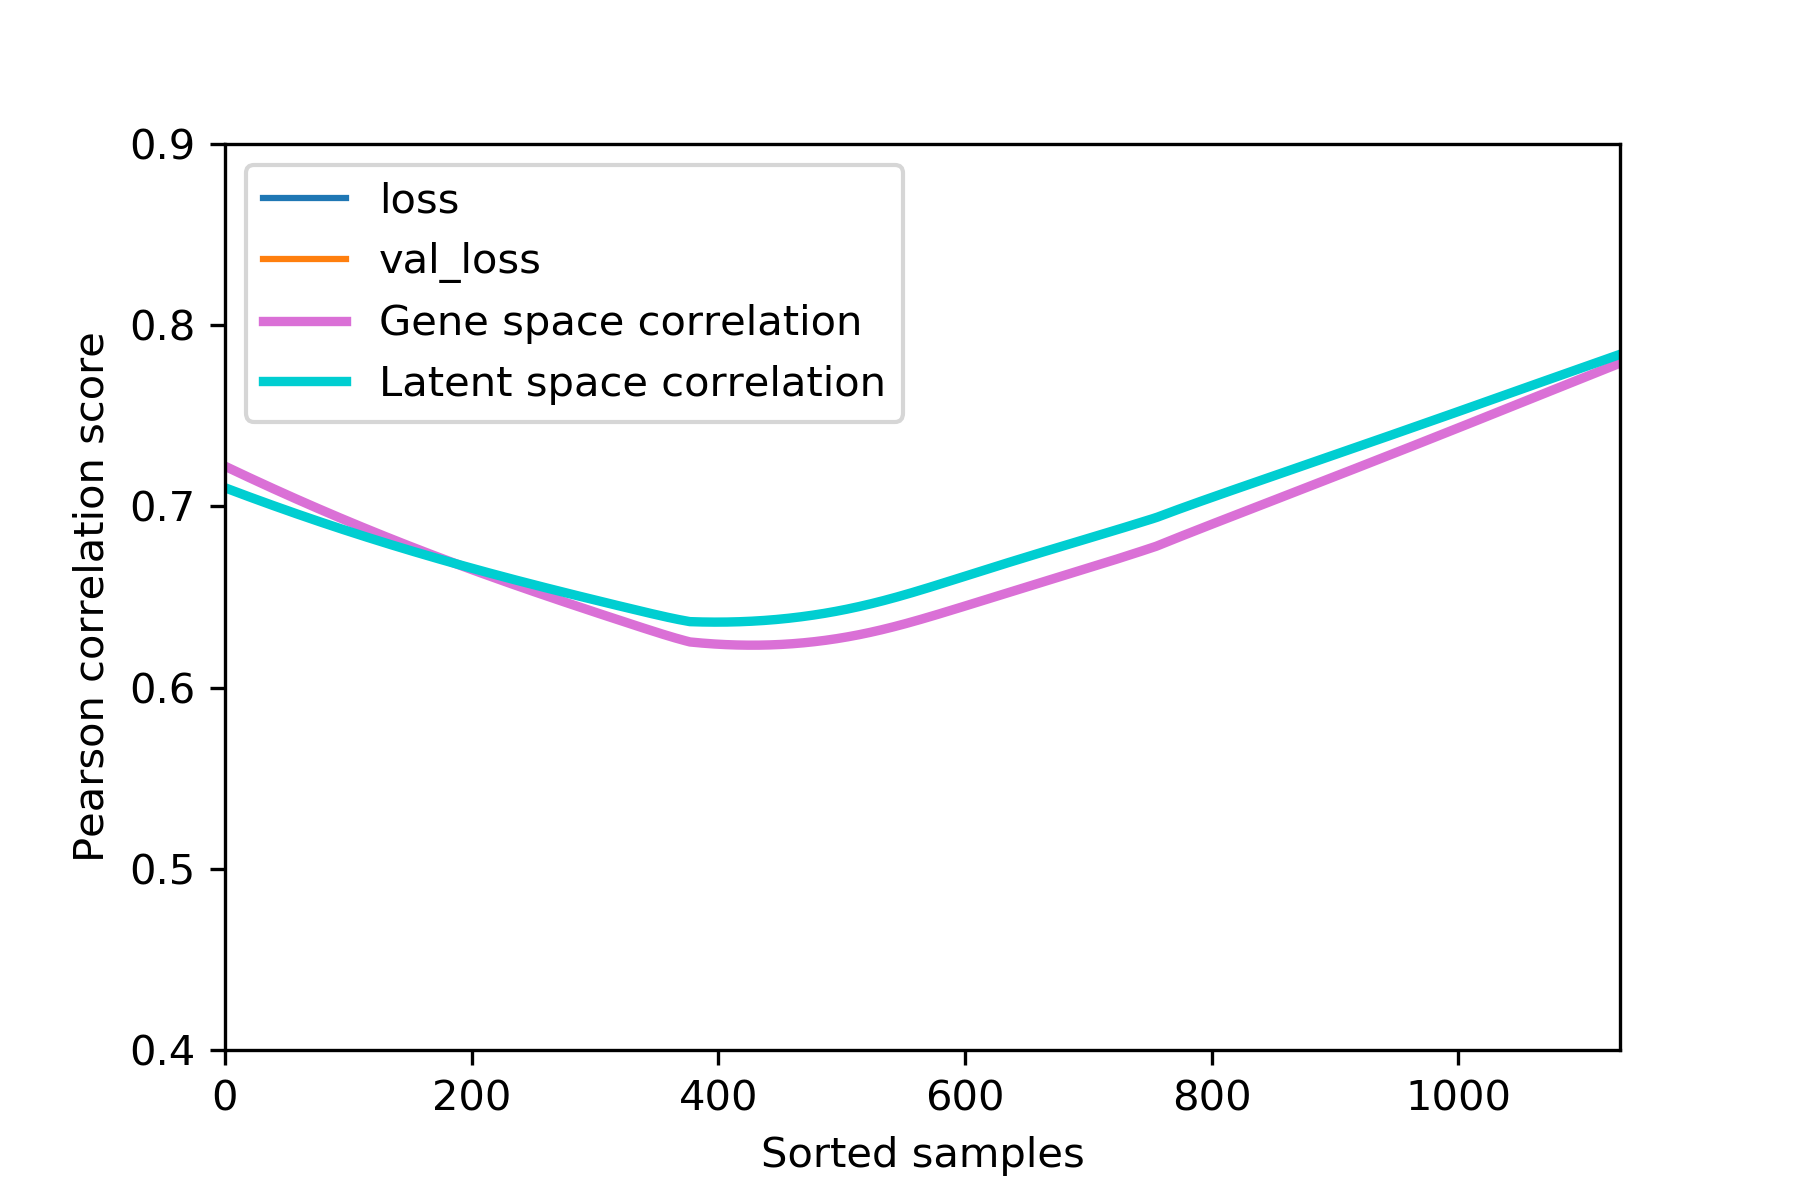 0.9
0.8
0.7
0.6
0.5
0.4
Pearson correlation score
loss
val_loss
Gene space correlation
Latent space correlation
0 200 400 600 800 1000
Sorted samples